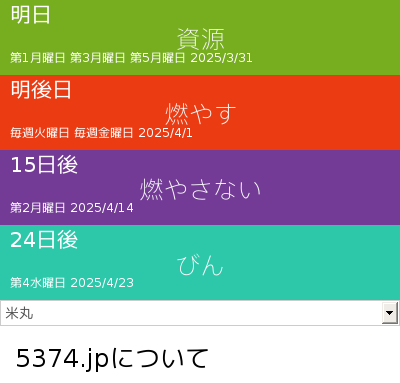 明日
資源
第1月曜日 第3月曜日 第5月曜日 2025/3/31
明後日
燃やす
毎週火曜日 毎週金曜日 2025/4/1
15日後
燃やさない
第2月曜日 2025/4/14
24日後
びん
第4水曜日 2025/4/23
米丸
5374.jpについて